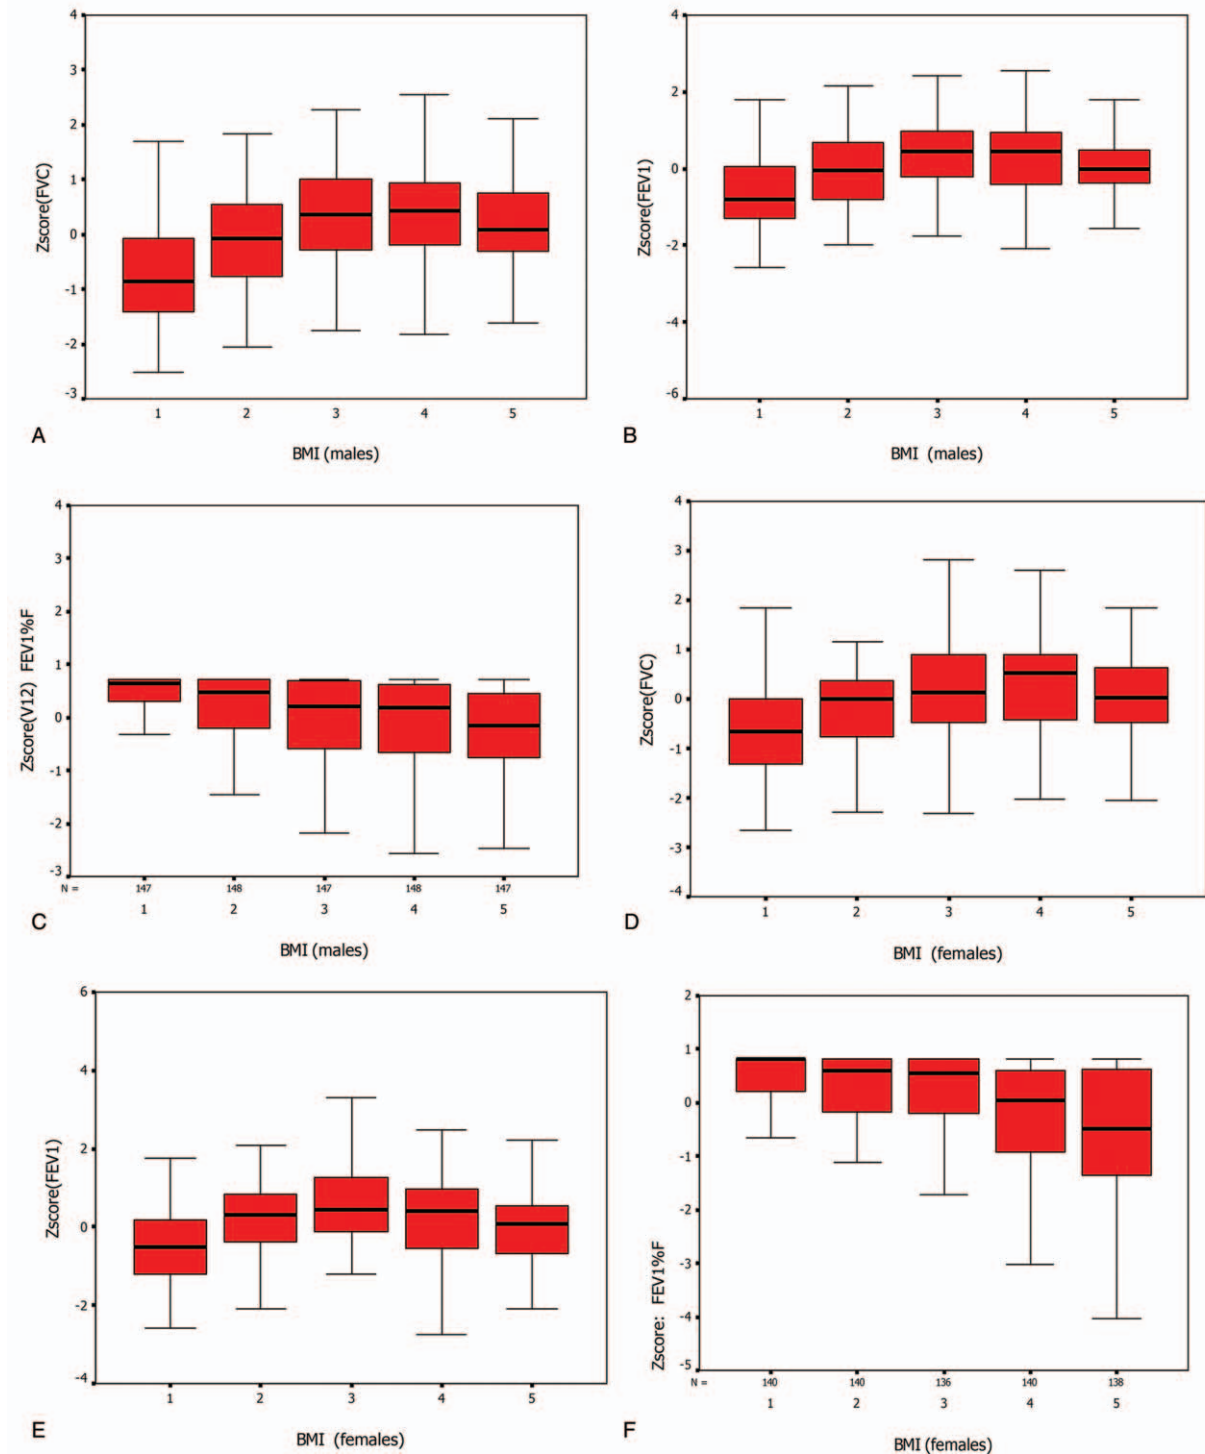 4
3
2
1
0
-1
-2
-3
Zscore(FVC)
1 2 3 4 5
A
BMI (males)
4
2
0
-2
-4
-6
Zscore(FEV1)
1 2 3 4 5
B
BMI (males)
4
3
2
1
0
-1
-2
-3
Zscore(V12) FEV1%F
N = 147 148 147 148 147
1 2 3 4 5
C
BMI (males)
4
3
2
1
0
-1
-2
-3
-4
Zscore(FVC)
1 2 3 4 5
D
BMI (females)
6
4
2
0
-2
-4
Zscore(FEV1)
1 2 3 4 5
E
BMI (females)
2
1
0
-1
-2
-3
-4
-5
Zscore: FEV1%F
N = 140 140 136 140 138
1 2 3 4 5
F
BMI (females)